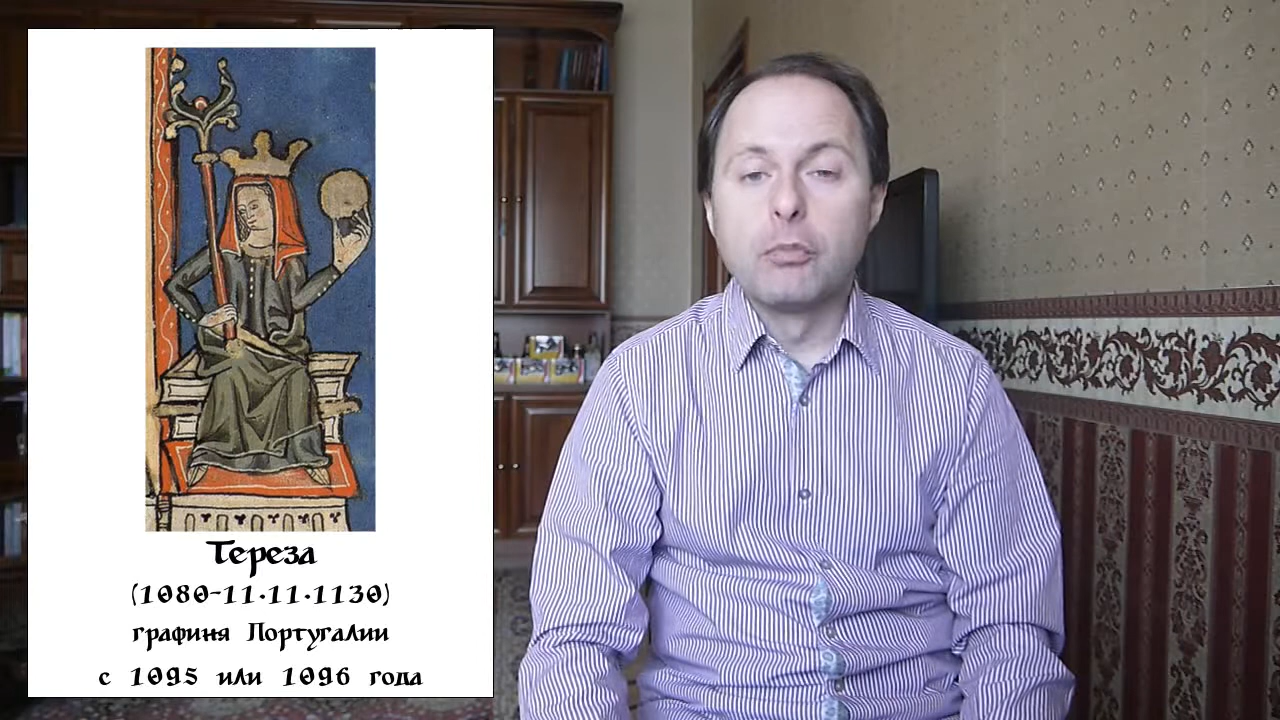 Тереза
(1080-11.11.1130)
графиня Португалии
с 1095 или 1096 года